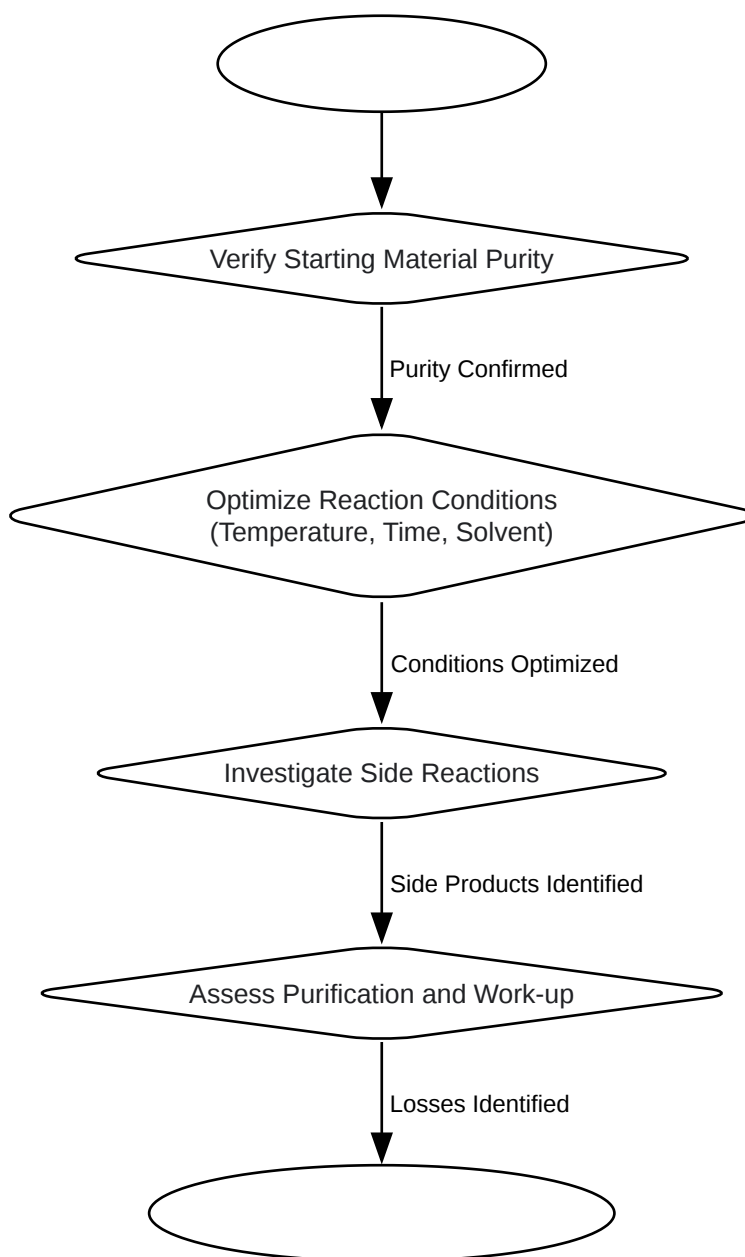 Verify Starting Material Purity
Purity Confirmed
Optimize Reaction Conditions
(Temperature, Time, Solvent)
Conditions Optimized
Investigate Side Reactions
Side Products Identified
Assess Purification and Work-up
Losses Identified